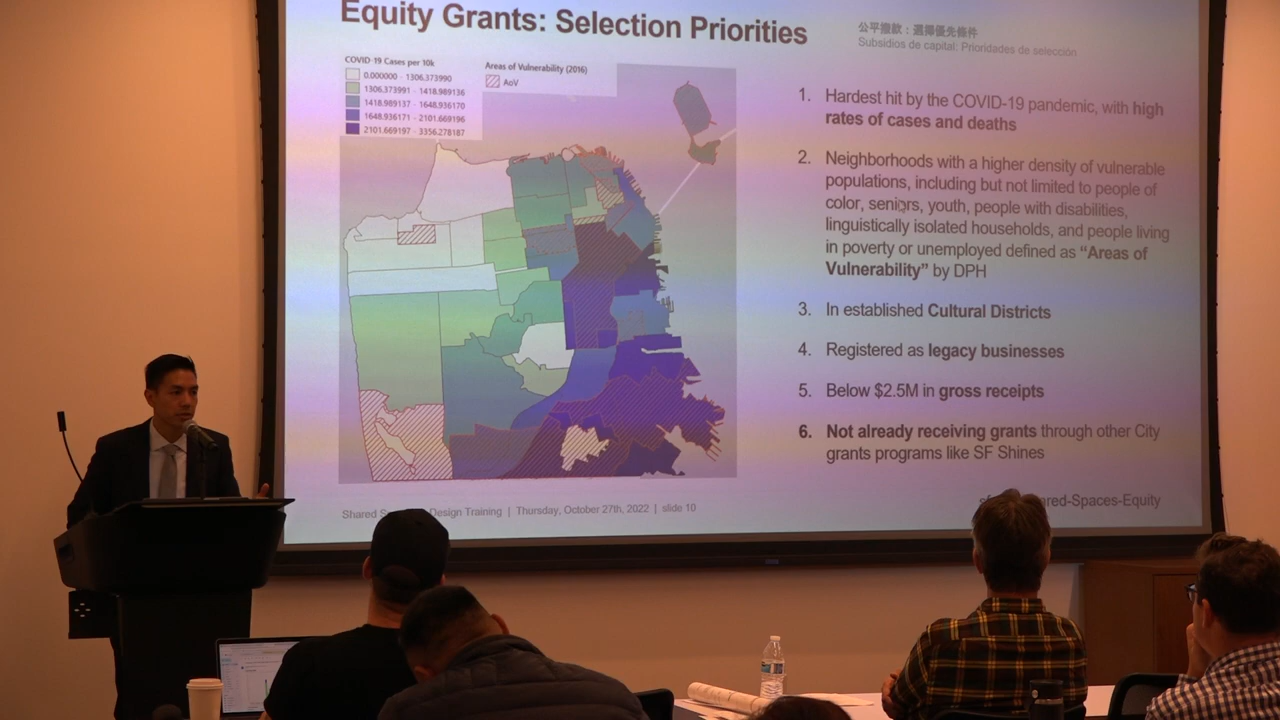 Equity Grants: Selection Priorities
公平撥款：選擇優先條件
Subsidios de capital: Prioridades de selección
COVID-19 Cases per 10k
0.000000 - 1306.373990
1306.373991 - 1418.989136
1418.989137 - 1648.936170
1648.936171 - 2101.669196
2101.669197 - 3356.278187
Areas of Vulnerability (2016)
AoV
1. Hardest hit by the COVID-19 pandemic, with high
rates of cases and deaths
2. Neighborhoods with a higher density of vulnerable
populations, including but not limited to people of
color, seniors, youth, people with disabilities,
linguistically isolated households, and people living
in poverty or unemployed defined as “Areas of
Vulnerability” by DPH
3. In established Cultural Districts
4. Registered as legacy businesses
5. Below $2.5M in gross receipts
6. Not already receiving grants through other City
grants programs like SF Shines
Shared Design Training | Thursday, October 27th, 2022 | slide 10
ared-Spaces-Equity